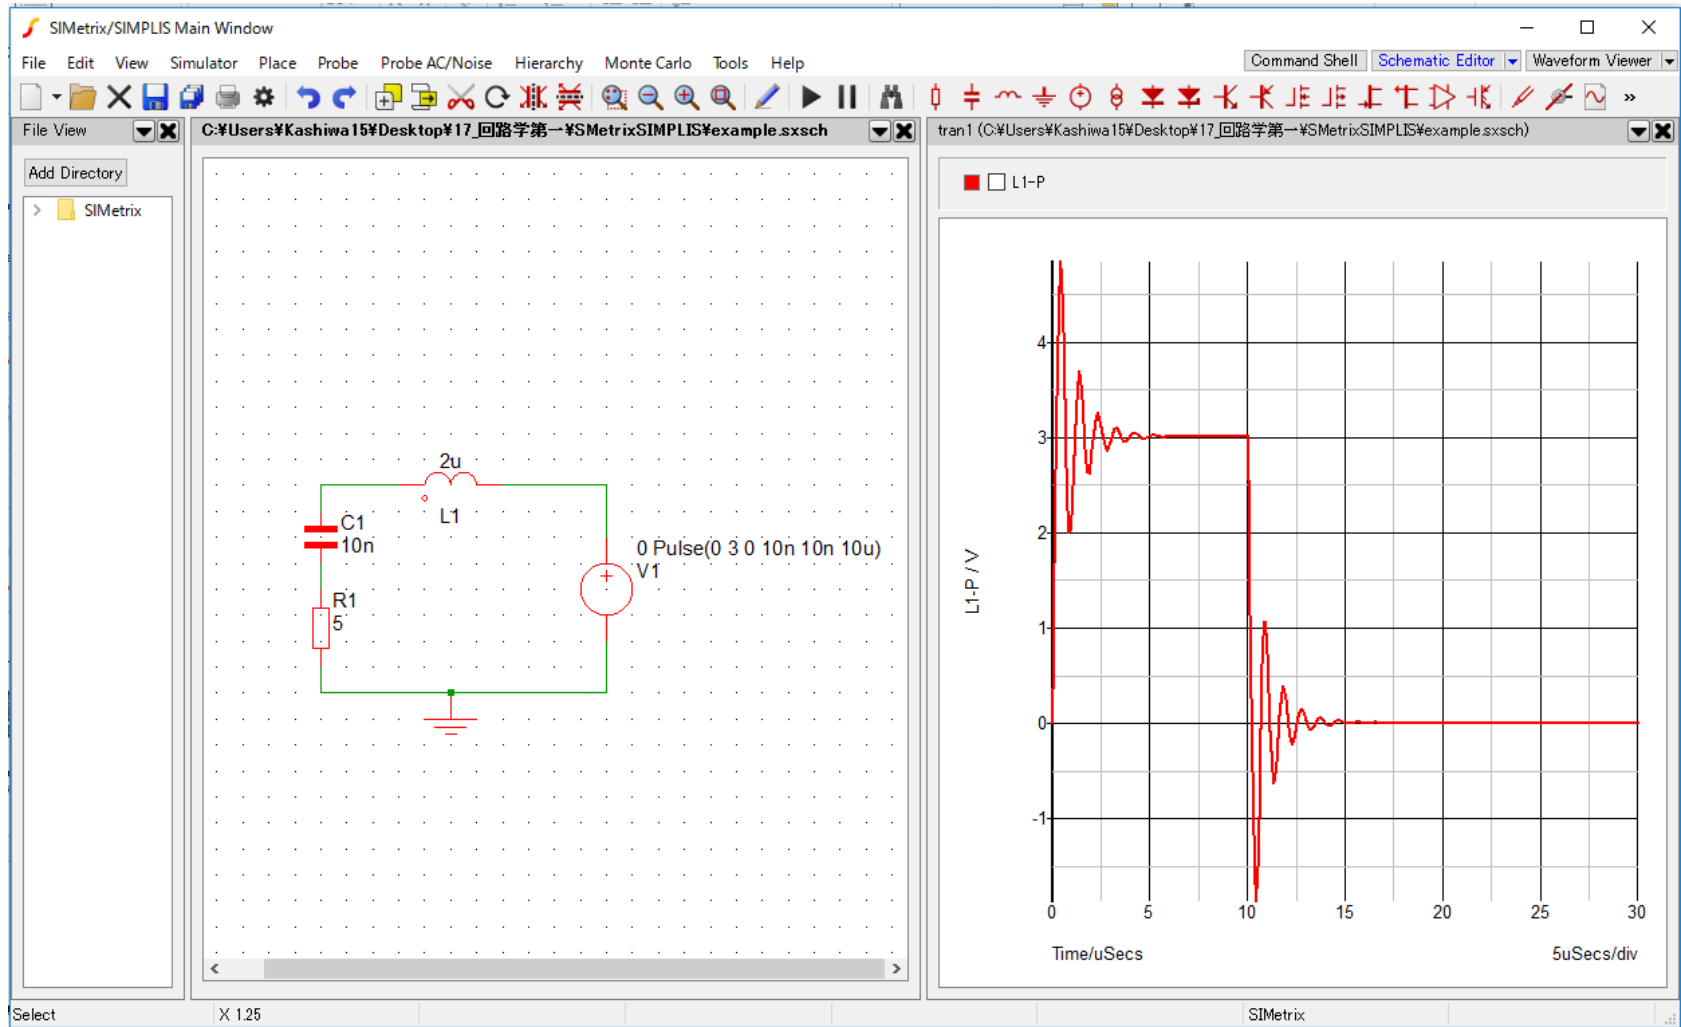 SIMetrix/SIMPLIS Main Window
File Edit View Simulator Place Probe Probe AC/Noise Hierarchy Monte Carlo Tools Help
Command Shell Schematic Editor Waveform Viewer
»
File View
C:¥Users¥Kashiwa15¥Desktop¥17_回路学第一¥SMetrixSIMPLIS¥example.sxsch
tran1 (C:¥Users¥Kashiwa15¥Desktop¥17_回路学第一¥SMetrixSIMPLIS¥example.sxsch)
Add Directory
SIMetrix
L1-P
2u
L1
C1
10n
0 Pulse(0 3 0 10n 10n 10u)
V1
R1
5
4
3
2
1
0
-1
L1-P / V
0 5 10 15 20 25 30
Time/uSecs
5uSecs/div
Select
X 1.25
SIMetrix